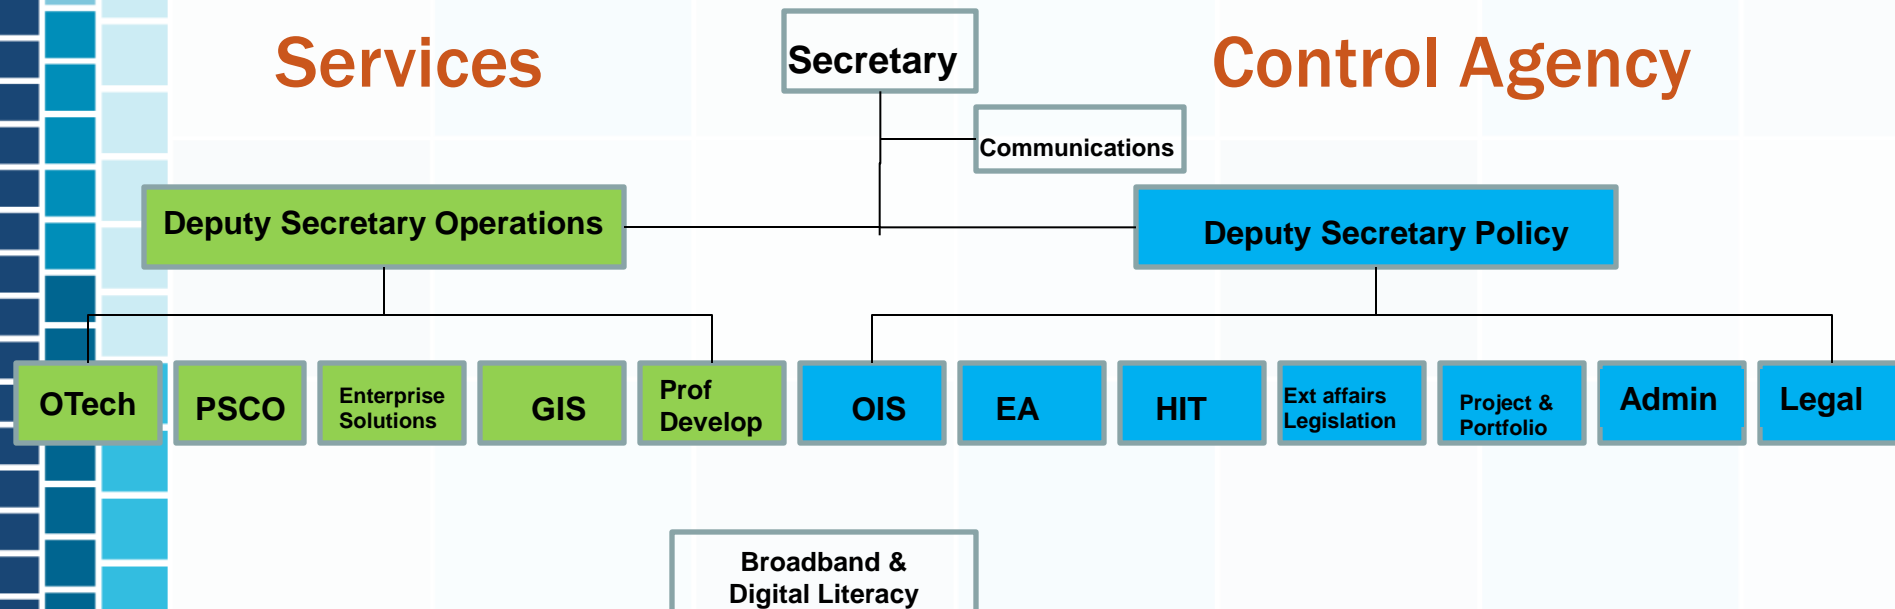 Services
Secretary
Control Agency
Communications
Deputy Secretary Operations
Deputy Secretary Policy
OTech
PSCO
Enterprise
Solutions
GIS
Prof
Develop
OIS
EA
HIT
Ext affairs
Legislation
Project &
Portfolio
Admin
Legal
Broadband &
Digital Literacy